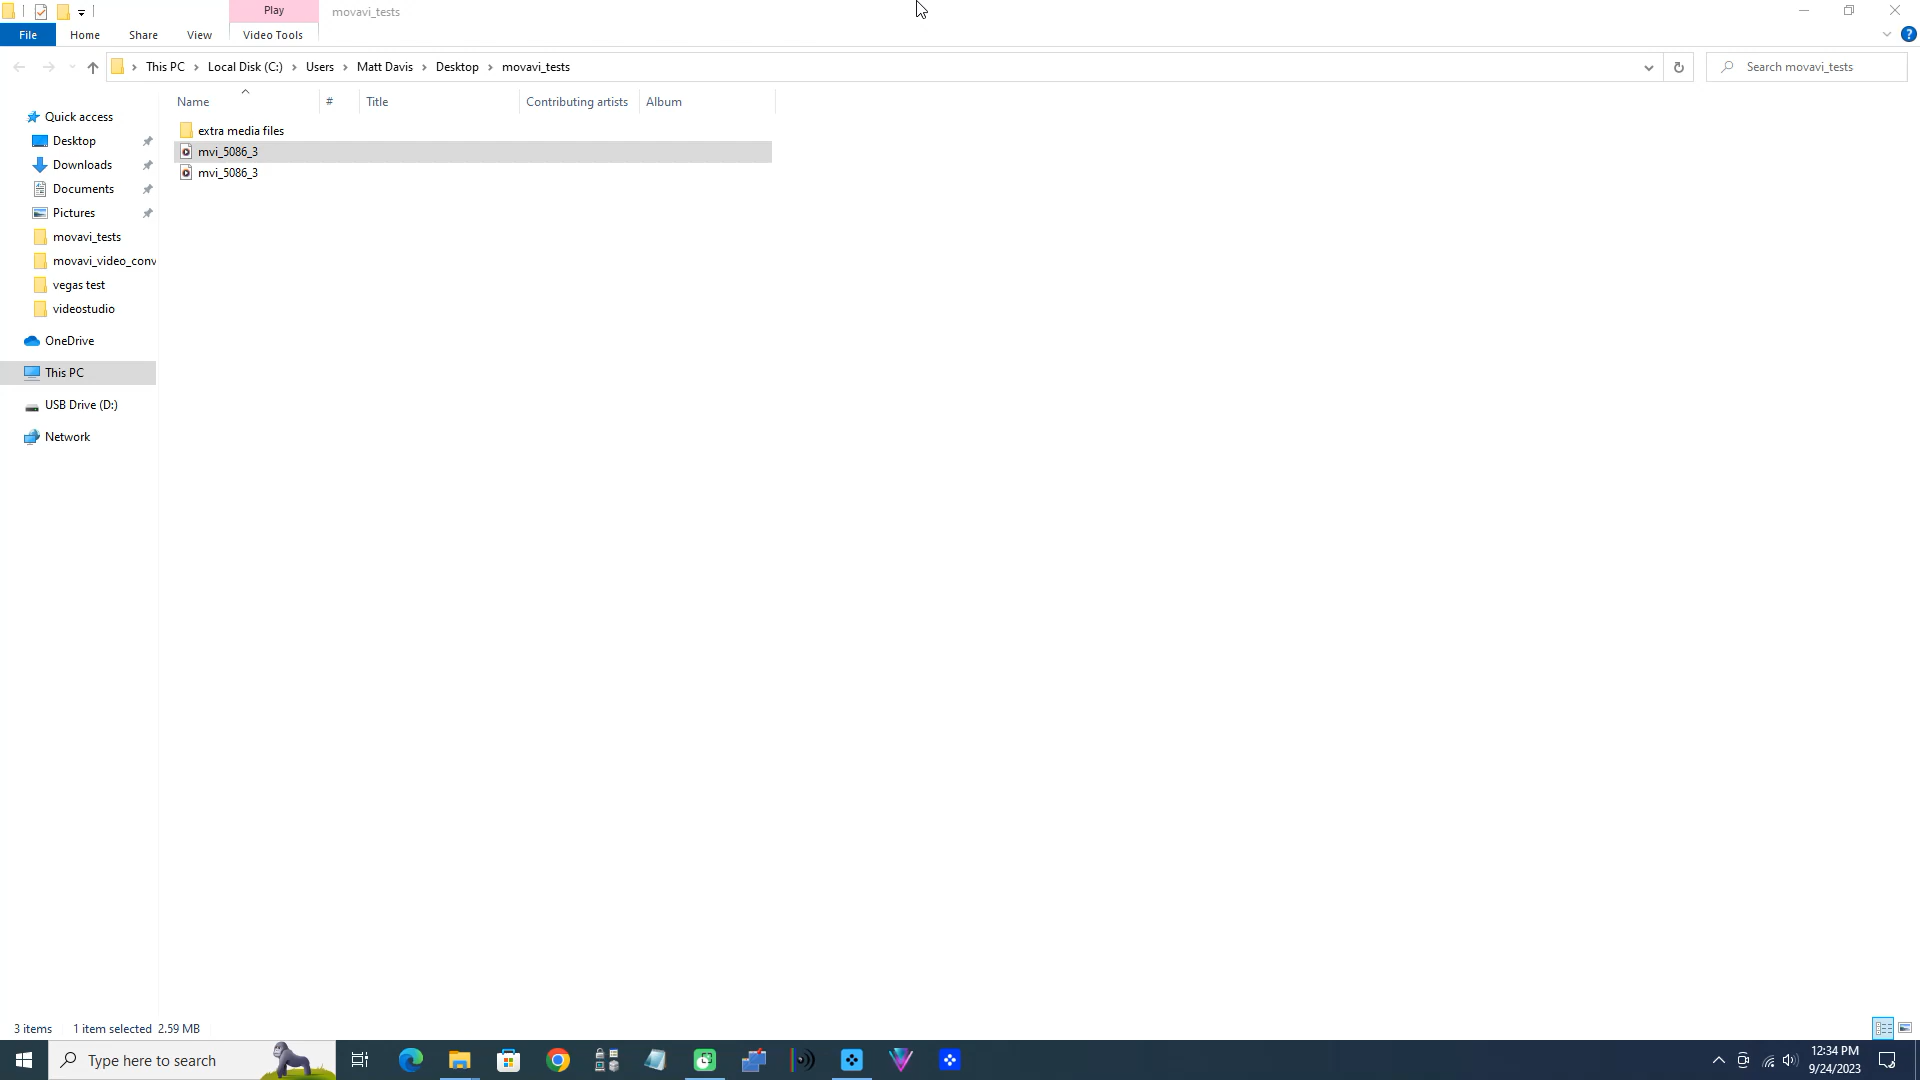 Play
movavi_tests
File
Home
Share
View
Video Tools
This PC
Local Disk (C:)
Users
Matt Davis
Desktop
movavi_tests
Search movavi_tests
Name
#
Title
Contributing artists
Album
Quick access
Desktop
Downloads
Documents
Pictures
movavi_tests
movavi_video_conv
vegas test
videostudio
OneDrive
This PC
USB Drive (D:)
Network
extra media files
mvi_5086_3
mvi_5086_3
3 items
1 item selected 2.59 MB
Type here to search
12:34 PM
9/24/2023